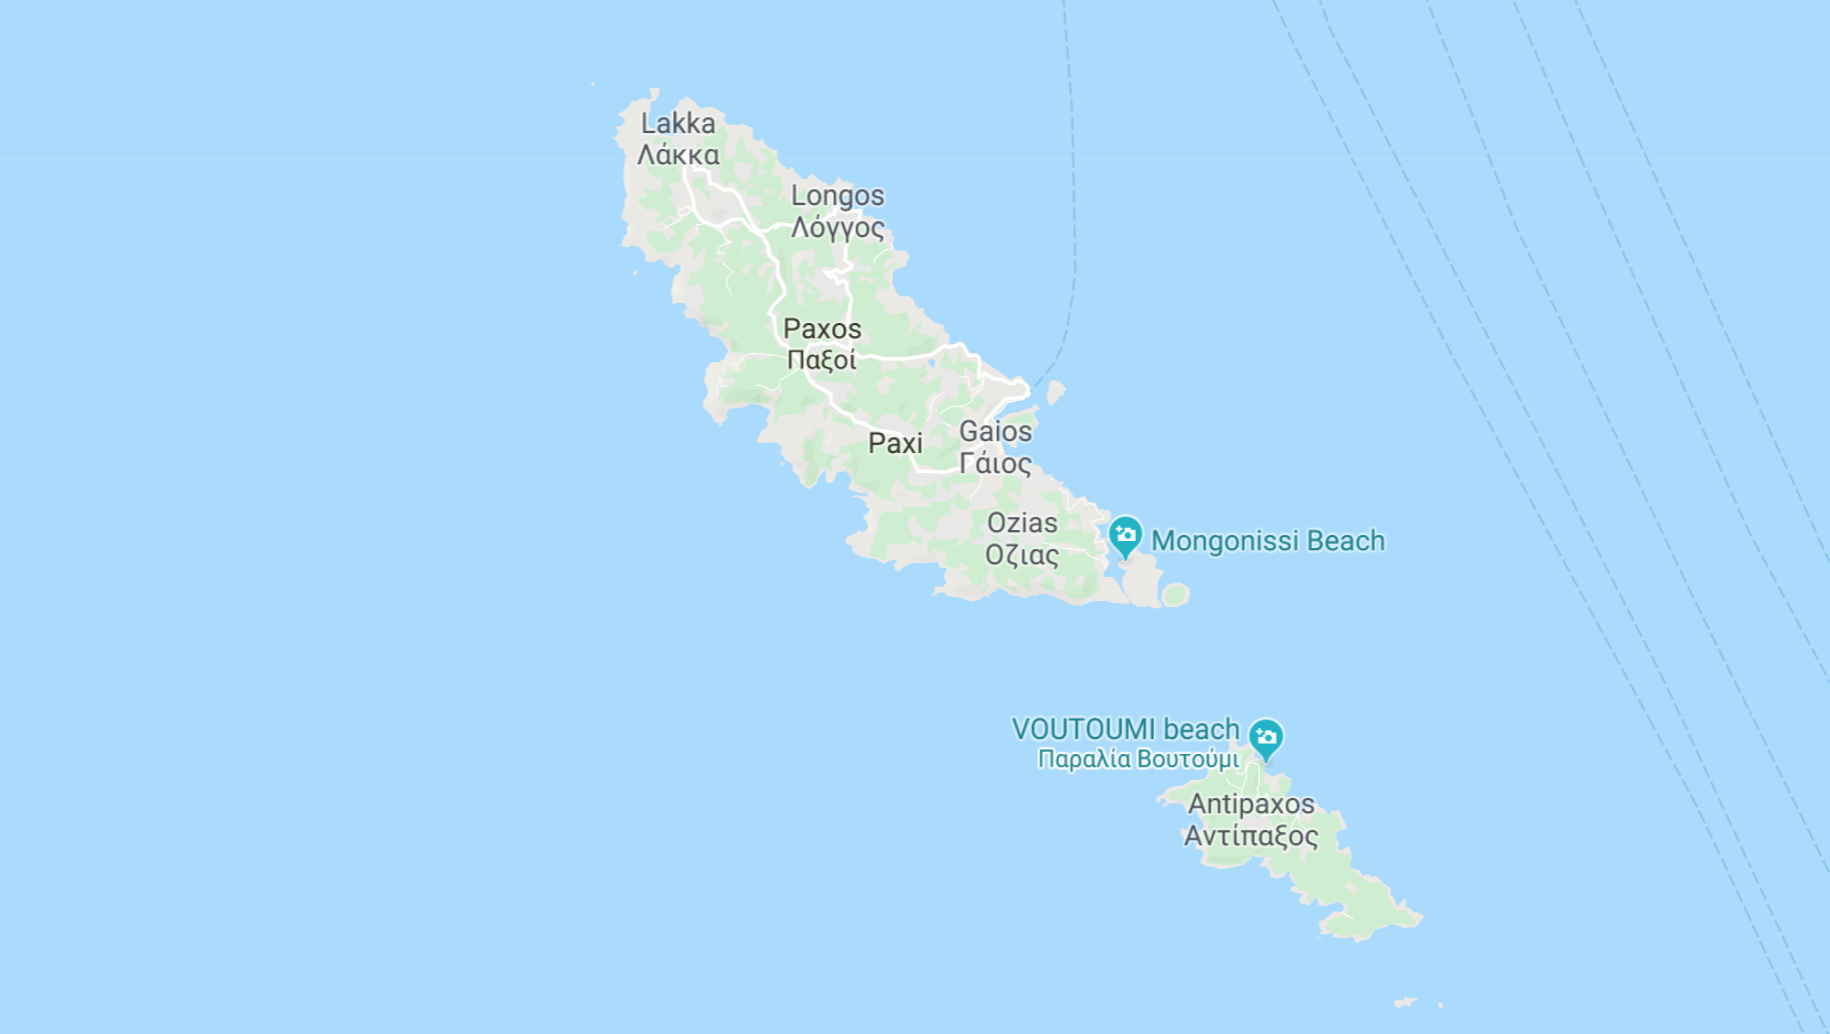 Lakka
Λάκκα
Longos
Λόγγος
Paxos
Παξοί
Paxi
Gaios
Γάιος
Ozias
Οζιας
Mongonissi Beach
VOUTOUMI beach
Παραλία Βουτούμι
Antipaxos
Αντίπαξος